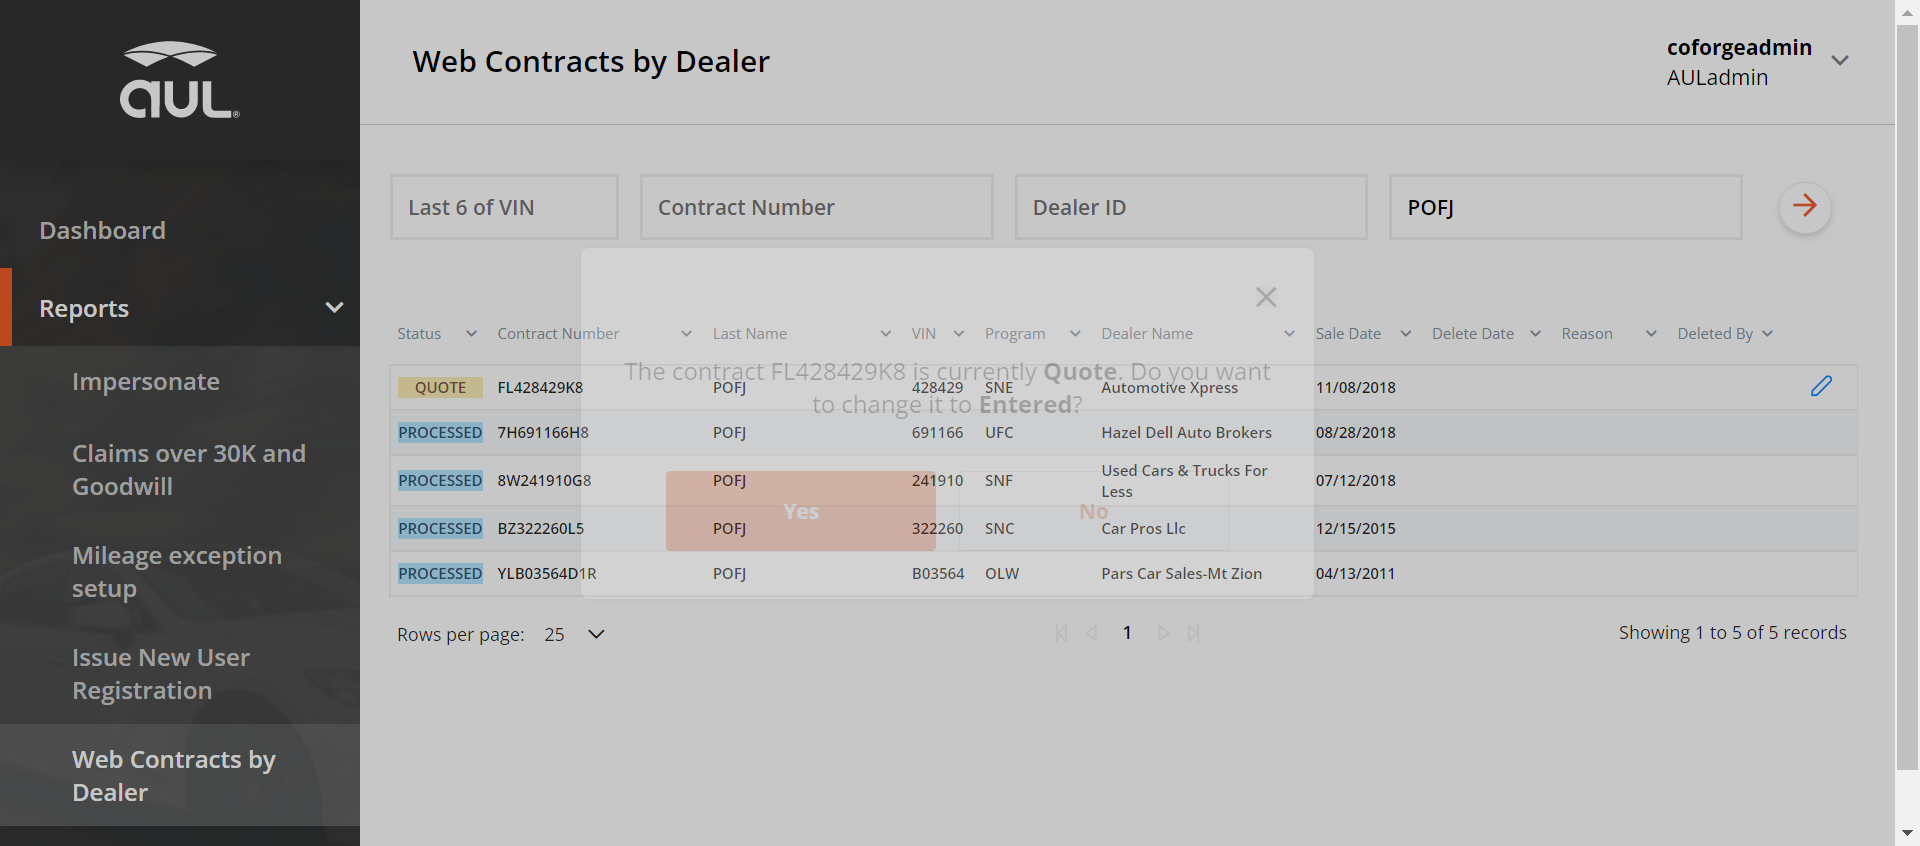 aUL®
Dashboard
Reports
Impersonate
Claims over 30K and
Goodwill
Mileage exception
setup
Issue New User
Registration
Web Contracts by
Dealer
Web Contracts by Dealer
coforgeadmin
AULadmin
Last 6 of VIN
Contract Number
Dealer ID
POFJ
Status Contract Number Last Name VIN Program Dealer Name Sale Date Delete Date Reason Deleted By
QUOTE FL428429K8 POFJ 428429 SNE Automotive Xpress 11/08/2018
PROCESSED 7H691166H8 POFJ 691166 UFC Hazel Dell Auto Brokers 08/28/2018
PROCESSED 8W241910G8 POFJ 241910 SNF Used Cars & Trucks For 07/12/2018
Less
PROCESSED BZ322260L5 POFJ 322260 SNC Car Pros Llc 12/15/2015
PROCESSED YLB03564D1R POFJ B03564 OLW Pars Car Sales-Mt Zion 04/13/2011
The contract FL428429K8 is currently Quote. Do you want
to change it to Entered?
Yes
No
Rows per page: 25
1
Showing 1 to 5 of 5 records